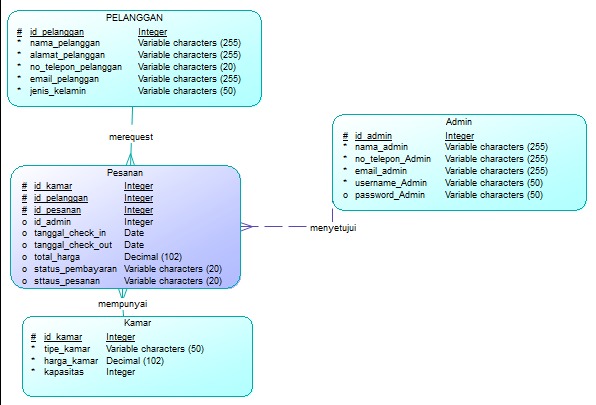 PELANGGAN
# id_pelanggan Integer
* nama_pelanggan Variable characters (255)
* alamat_pelanggan Variable characters (255)
* no_telepon_pelanggan Variable characters (20)
* email_pelanggan Variable characters (255)
* jenis_kelamin Variable characters (50)
merequest
Admin
# id_admin Integer
* nama_admin Variable characters (255)
* no_telepon_Admin Variable characters (255)
* email_admin Variable characters (255)
* username_Admin Variable characters (50)
o password_Admin Variable characters (50)
Pesanan
# id_kamar Integer
# id_pelanggan Integer
# id_pesanan Integer
o id_admin Integer
o tanggal_check_in Date
o tanggal_check_out Date
o total_harga Decimal (102)
o status_pembayaran Variable characters (20)
o sttaus_pesanan Variable characters (20)
menyetujui
mempunyai
Kamar
# id_kamar Integer
* tipe_kamar Variable characters (50)
* harga_kamar Decimal (102)
* kapasitas Integer